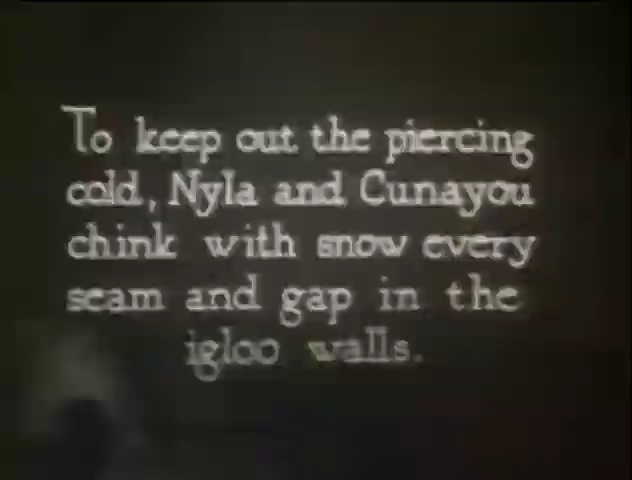 To keep out the piercing
cold, Nyla and Cunayou
chink with snow every
seam and gap in the
igloo walls.